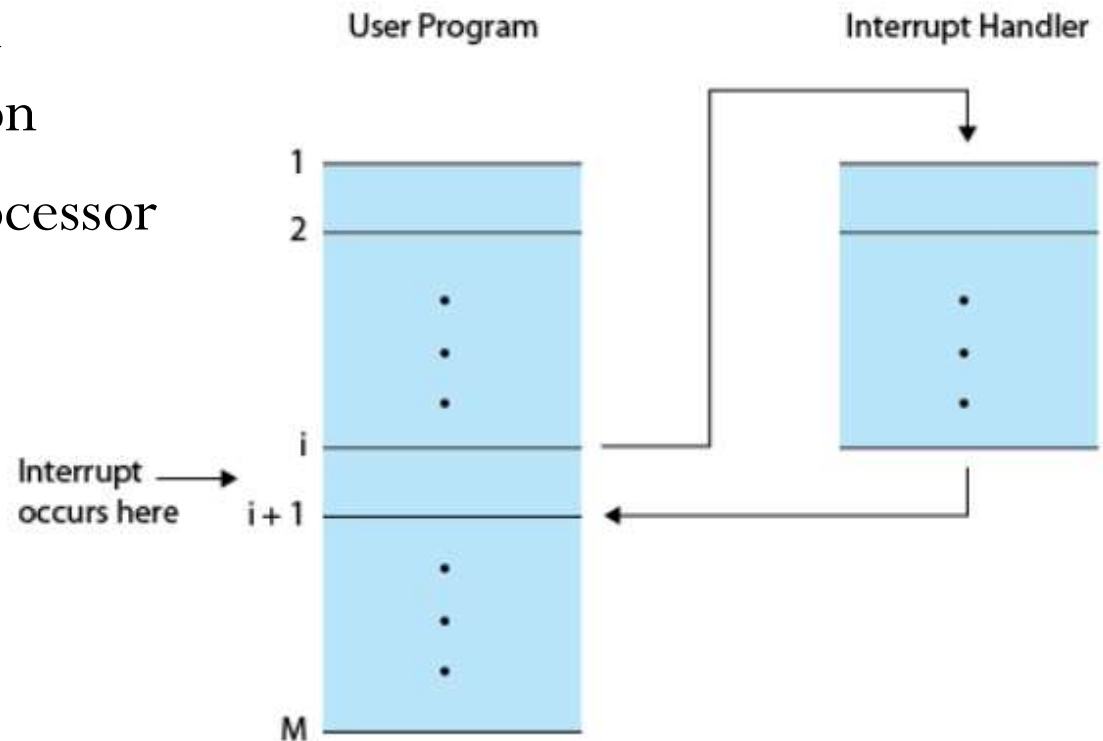 User Program
Interrupt Handler
on
ocessor
1
2
i
Interrupt
occurs here
i + 1
M